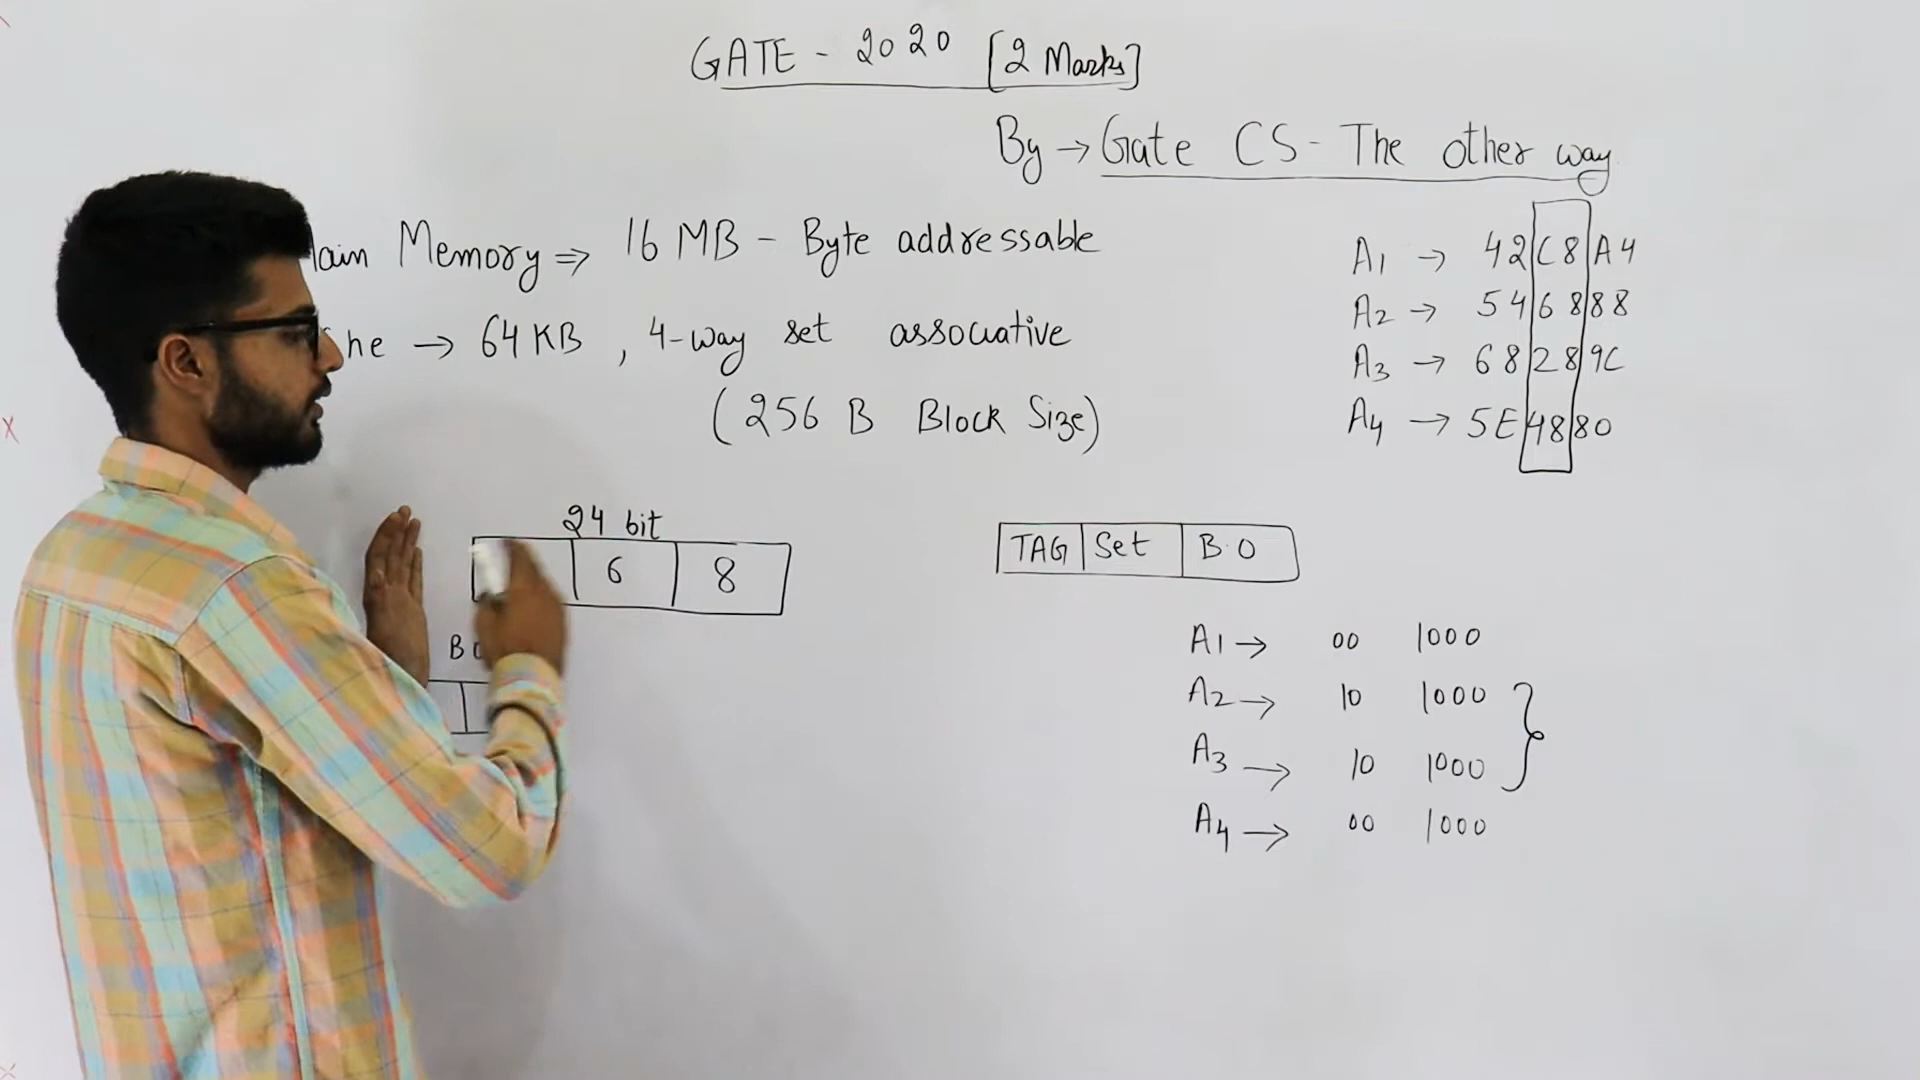 GATE - 2020 [2 Marks]
By → Gate CS - The other way
ain Memory ⇒ 16 MB - Byte addressable
he → 64 KB , 4-way set associative
(256 B Block Size)
A1 → 42C8A4
A2 → 546888
A3 → 68289C
A4 → 5E4880
24 bit
6 8
B
TAG Set B.O
A1 → 00 1000
A2 → 10 1000
A3 → 10 1000
A4 → 00 1000